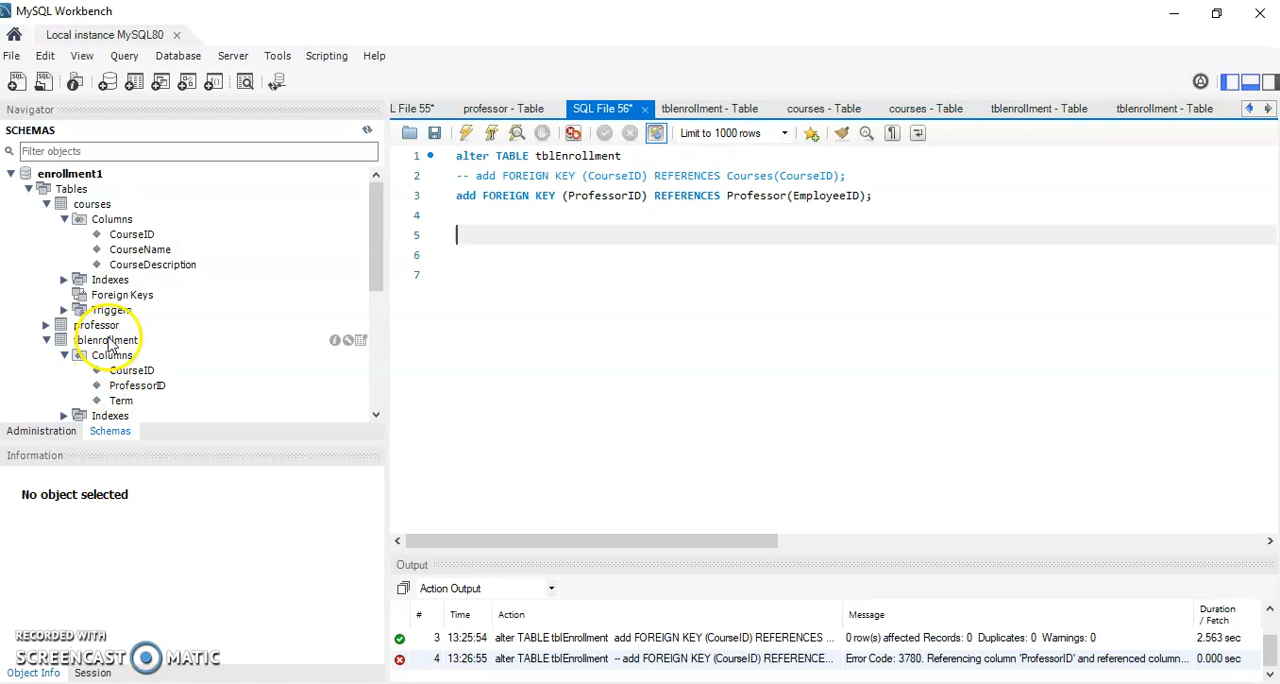 MySQL Workbench
Local instance MySQL80
File Edit View Query Database Server Tools Scripting Help
Navigator
SCHEMAS
Filter objects
enrollment1
Tables
courses
Columns
CourseID
CourseName
CourseDescription
Indexes
Foreign Keys
Triggers
professor
tblenrollment
Columns
CourseID
ProfessorID
Term
Indexes
Administration Schemas
Information
No object selected
RECORDED WITH
SCREENCAST MATIC
Object Info Session
L File 55* professor - Table SQL File 56* tblenrollment - Table courses - Table courses - Table tblenrollment - Table tblenrollment - Table
Limit to 1000 rows
1 alter TABLE tblEnrollment
2 -- add FOREIGN KEY (CourseID) REFERENCES Courses(CourseID);
3 add FOREIGN KEY (ProfessorID) REFERENCES Professor(EmployeeID);
4
5
6
7
Output
Action Output
# Time Action Message Duration / Fetch
3 13:25:54 alter TABLE tblEnrollment add FOREIGN KEY (CourseID) REFERENCES ... 0 row(s) affected Records: 0 Duplicates: 0 Warnings: 0 2.563 sec
4 13:26:55 alter TABLE tblEnrollment -- add FOREIGN KEY (CourseID) REFERENCE... Error Code: 3780. Referencing column 'ProfessorID' and referenced column... 0.000 sec